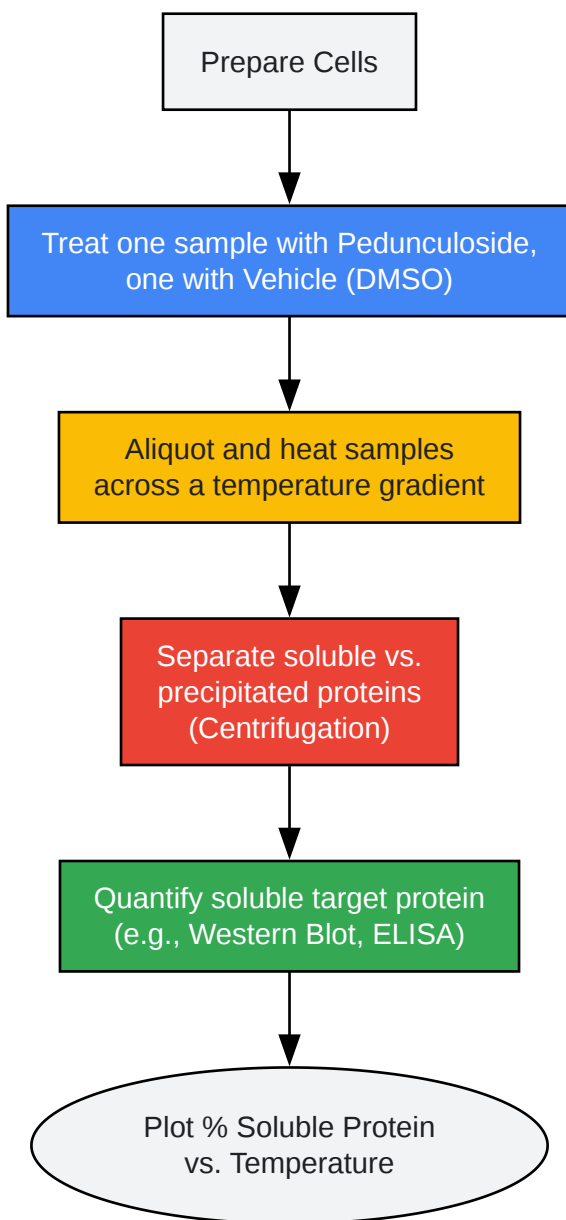 Prepare Cells
Treat one sample with Pedunculoside,
one with Vehicle (DMSO)
Aliquot and heat samples
across a temperature gradient
Separate soluble vs.
precipitated proteins
(Centrifugation)
Quantify soluble target protein
(e.g., Western Blot, ELISA)
Plot % Soluble Protein
vs. Temperature